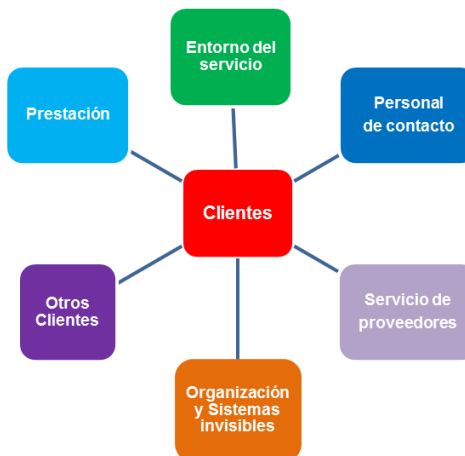 Entorno del
servicio
Prestación
Personal
de contacto
Clientes
Otros
Clientes
Servicio de
proveedores
Organización
y Sistemas
invisibles